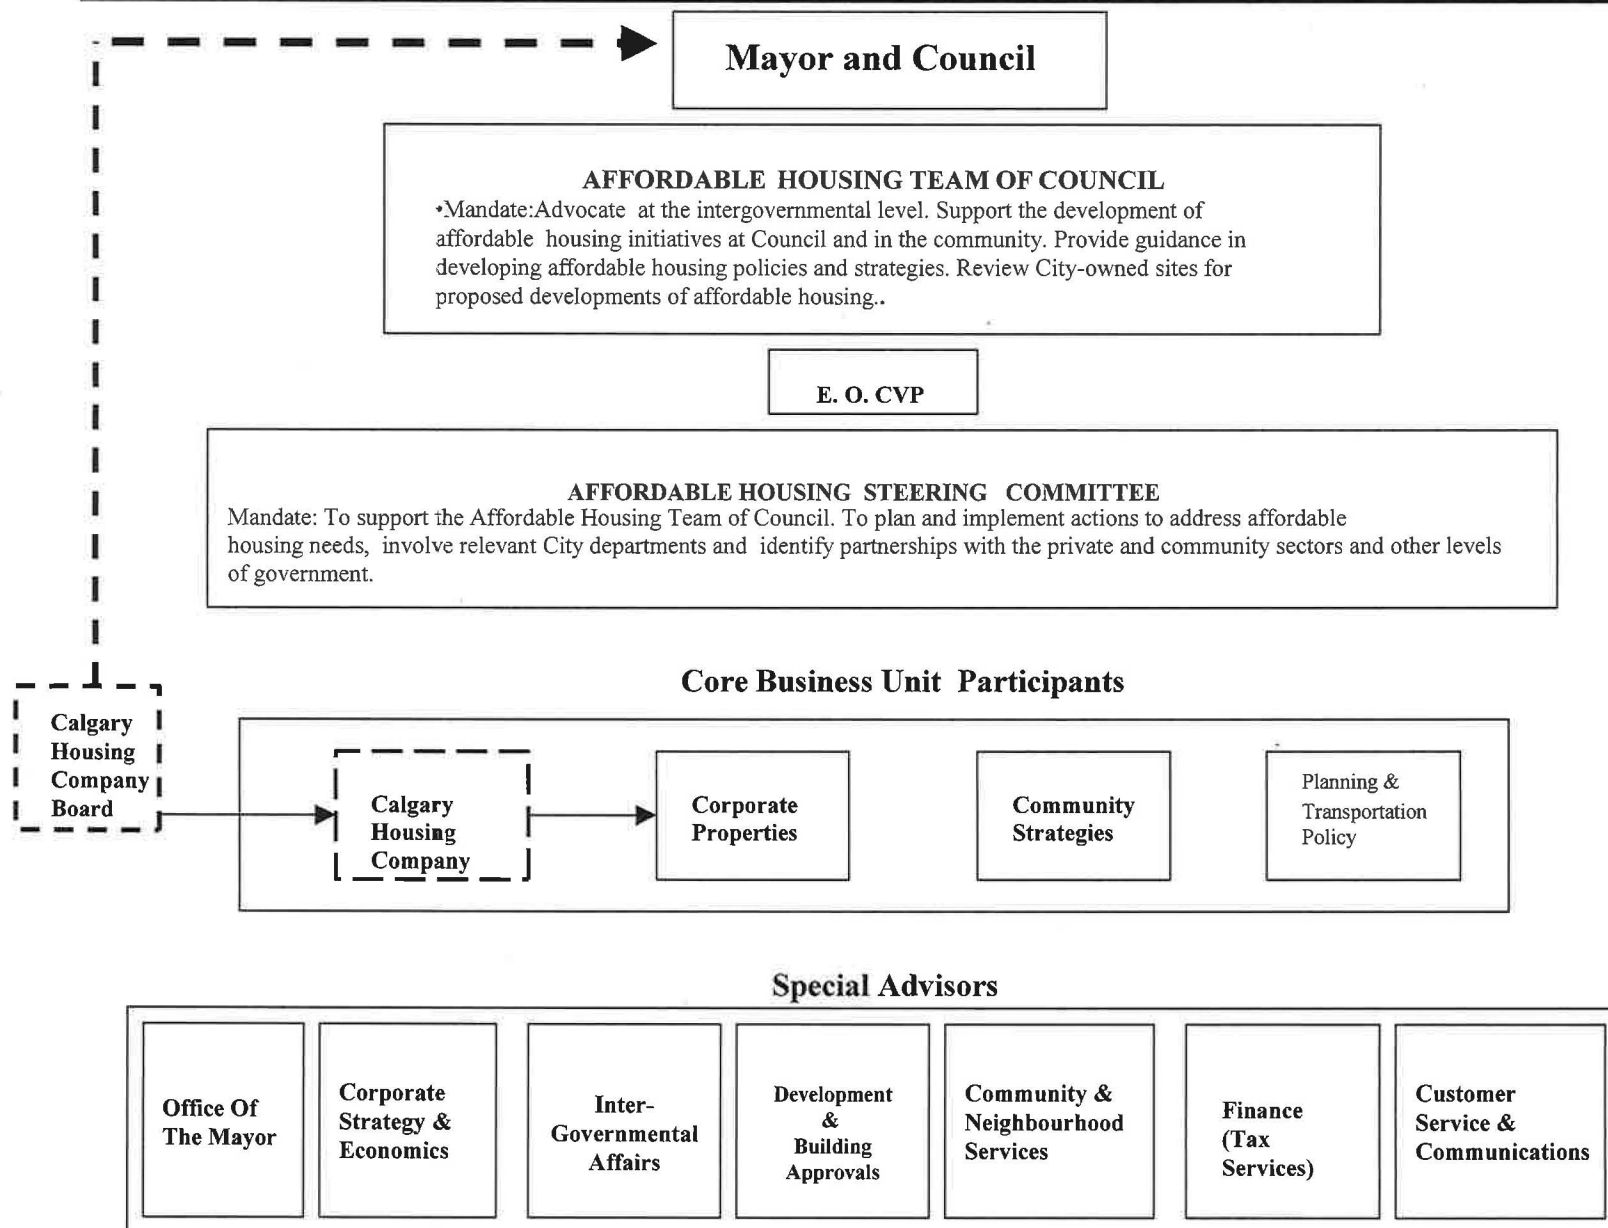 Mayor and Council
AFFORDABLE HOUSING TEAM OF COUNCIL
•Mandate:Advocate at the intergovernmental level. Support the development of
affordable housing initiatives at Council and in the community. Provide guidance in
developing affordable housing policies and strategies. Review City-owned sites for
proposed developments of affordable housing..
E. O. CVP
AFFORDABLE HOUSING STEERING COMMITTEE
Mandate: To support the Affordable Housing Team of Council. To plan and implement actions to address affordable
housing needs, involve relevant City departments and identify partnerships with the private and community sectors and other levels
of government.
Core Business Unit Participants
Calgary
Housing
Company
Board
Calgary
Housing
Company
Corporate
Properties
Community
Strategies
Planning &
Transportation
Policy
Special Advisors
Office Of
The Mayor
Corporate
Strategy &
Economics
Inter-
Governmental
Affairs
Development
&
Building
Approvals
Community &
Neighbourhood
Services
Finance
(Tax
Services)
Customer
Service &
Communications